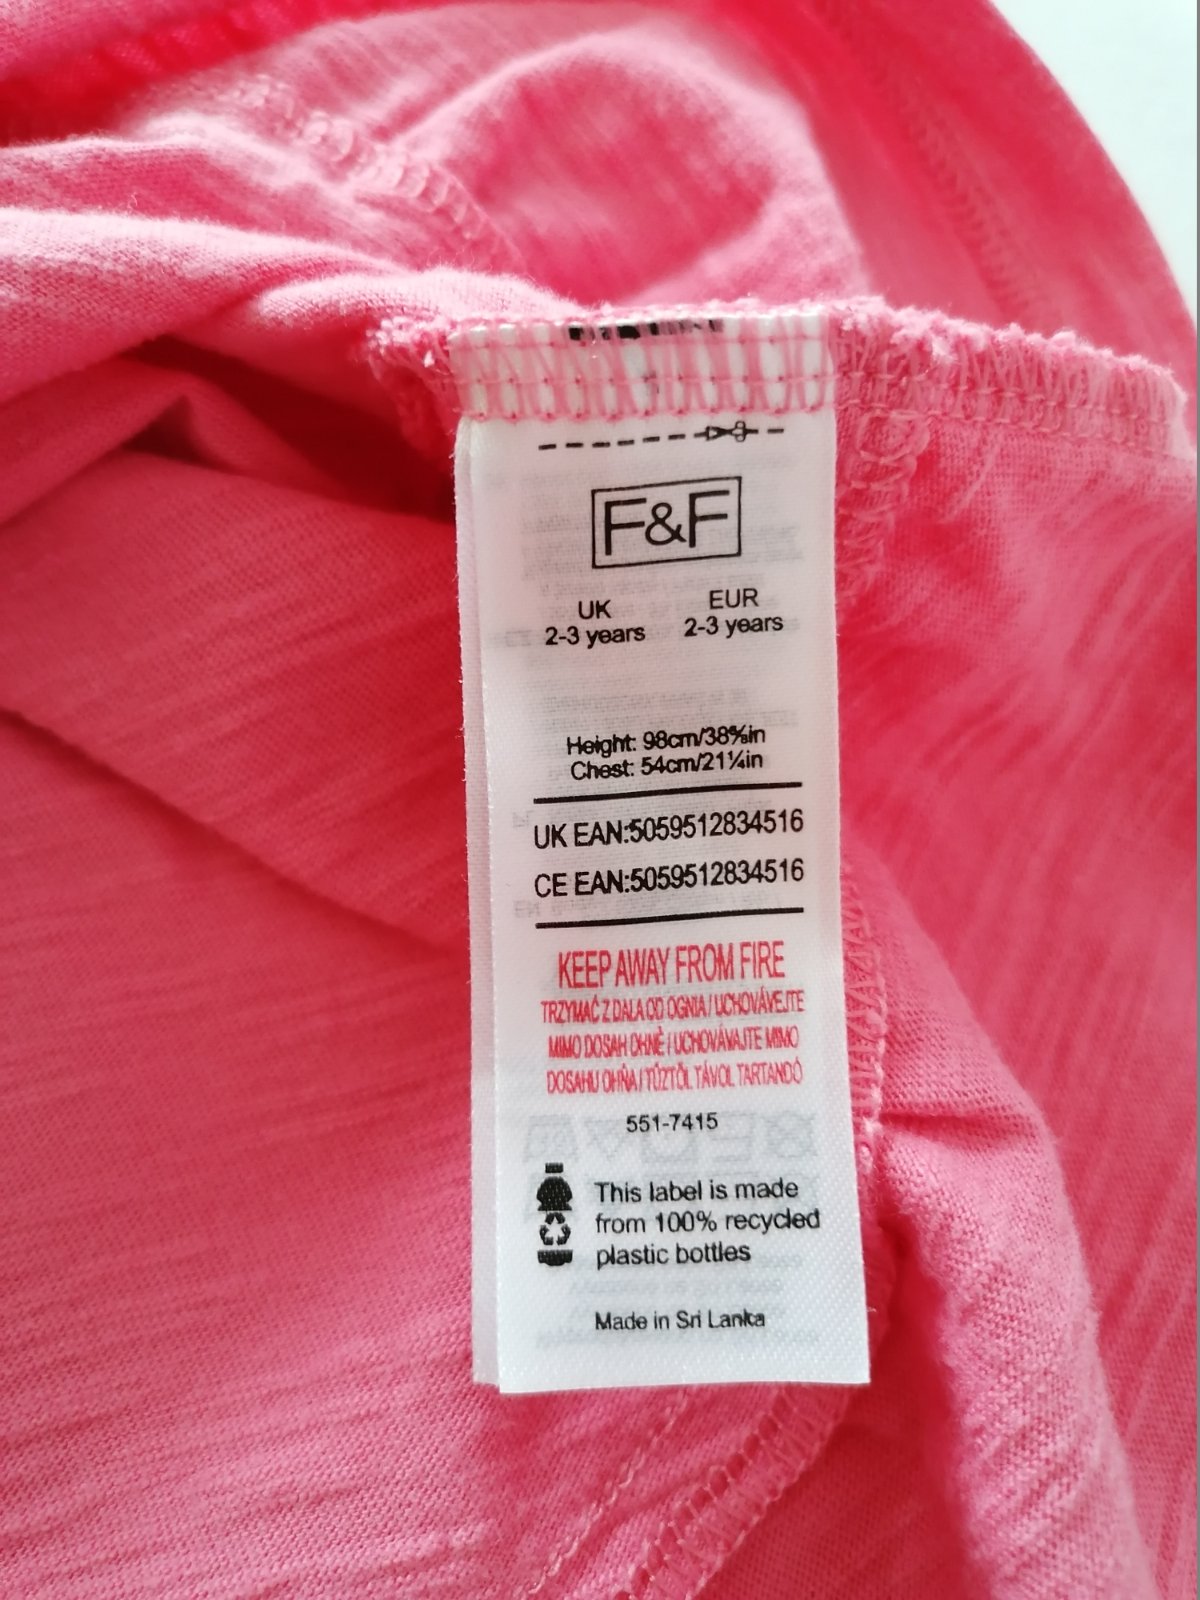 F&F
UK EUR
2-3 years 2-3 years
Height: 98cm/38⅝in
Chest: 54cm/21¼in
UK EAN:5059512834516
CE EAN:5059512834516
KEEP AWAY FROM FIRE
TRZYMAĆ Z DALA OD OGNIA / UCHOVÁVEJTE
MIMO DOSAH OHNĚ / UCHOVÁVAJTE MIMO
DOSAHU OHŇA / TŰZTŐL TÁVOL TARTANDÓ
551-7415
This label is made
from 100% recycled
plastic bottles
Made in Sri Lanka